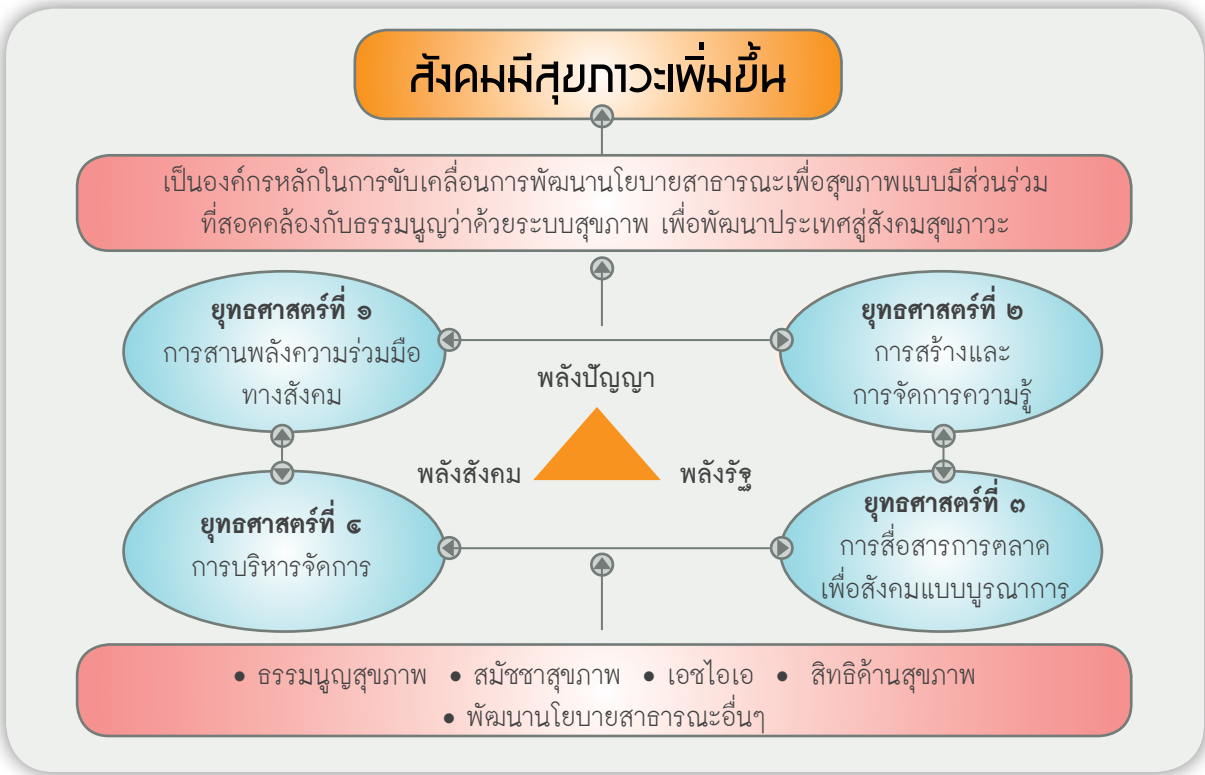 สังคมมีสุขภาวะเพิ่มขึ้น
เป็นองค์กรหลักในการขับเคลื่อนการพัฒนานโยบายสาธารณะเพื่อสุขภาพแบบมีส่วนร่วม
ที่สอดคล้องกับธรรมนูญว่าด้วยระบบสุขภาพ เพื่อพัฒนาประเทศสู่สังคมสุขภาวะ
ยุทธศาสตร์ที่ ๑
การสานพลังความร่วมมือ
ทางสังคม
ยุทธศาสตร์ที่ ๒
การสร้างและ
การจัดการความรู้
พลังปัญญา
พลังสังคม
พลังรัฐ
ยุทธศาสตร์ที่ ๔
การบริหารจัดการ
ยุทธศาสตร์ที่ ๓
การสื่อสารการตลาด
เพื่อสังคมแบบบูรณาการ
• ธรรมนูญสุขภาพ • สมัชชาสุขภาพ • เอชไอเอ • สิทธิด้านสุขภาพ
• พัฒนานโยบายสาธารณะอื่นๆ